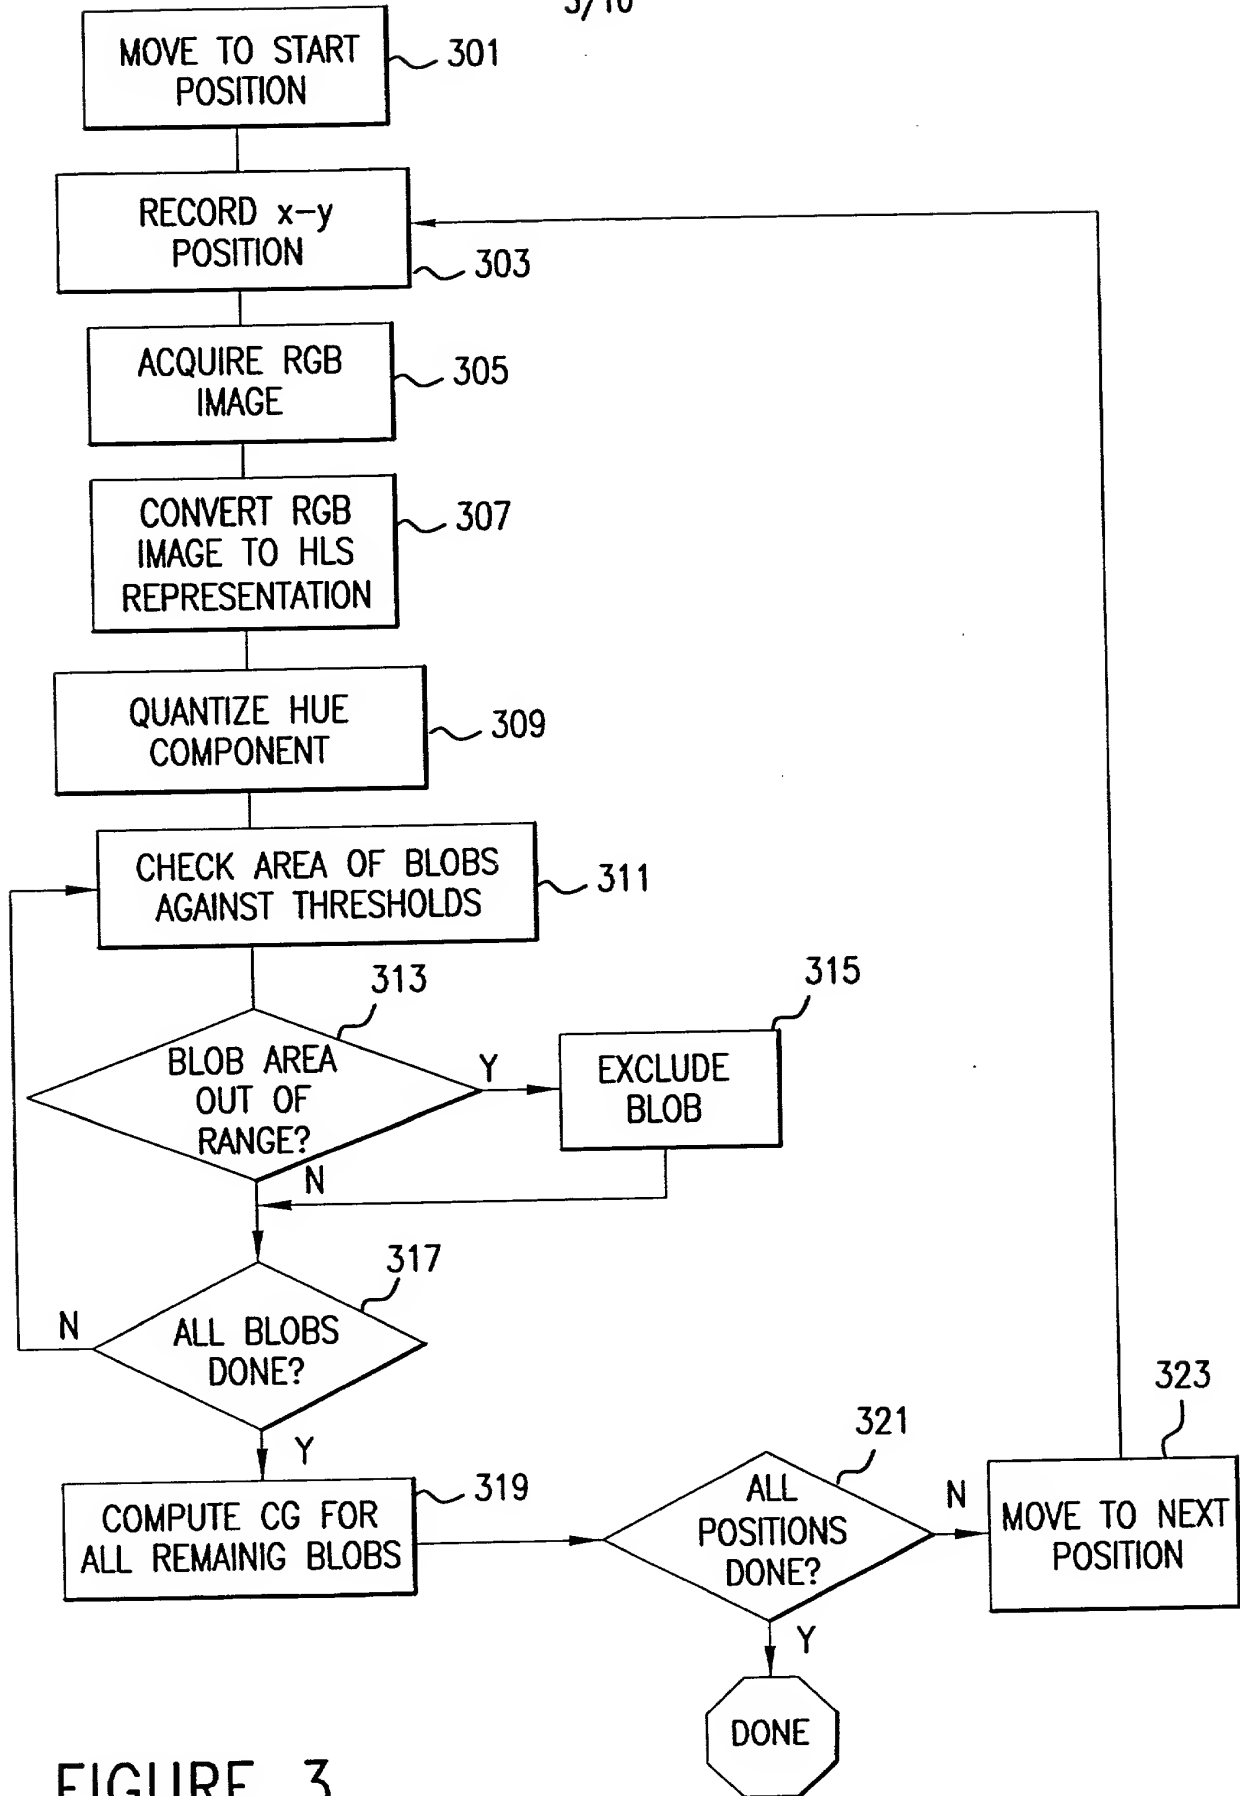 3/10
MOVE TO START
POSITION
301
RECORD x-y
POSITION
303
ACQUIRE RGB
IMAGE
305
CONVERT RGB
IMAGE TO HLS
REPRESENTATION
307
QUANTIZE HUE
COMPONENT
309
CHECK AREA OF BLOBS
AGAINST THRESHOLDS
311
313
BLOB AREA
OUT OF
RANGE?
Y
N
315
EXCLUDE
BLOB
317
ALL BLOBS
DONE?
N
Y
COMPUTE CG FOR
ALL REMAINIG BLOBS
319
321
ALL
POSITIONS
DONE?
N
Y
323
MOVE TO NEXT
POSITION
DONE
FIGURE 3